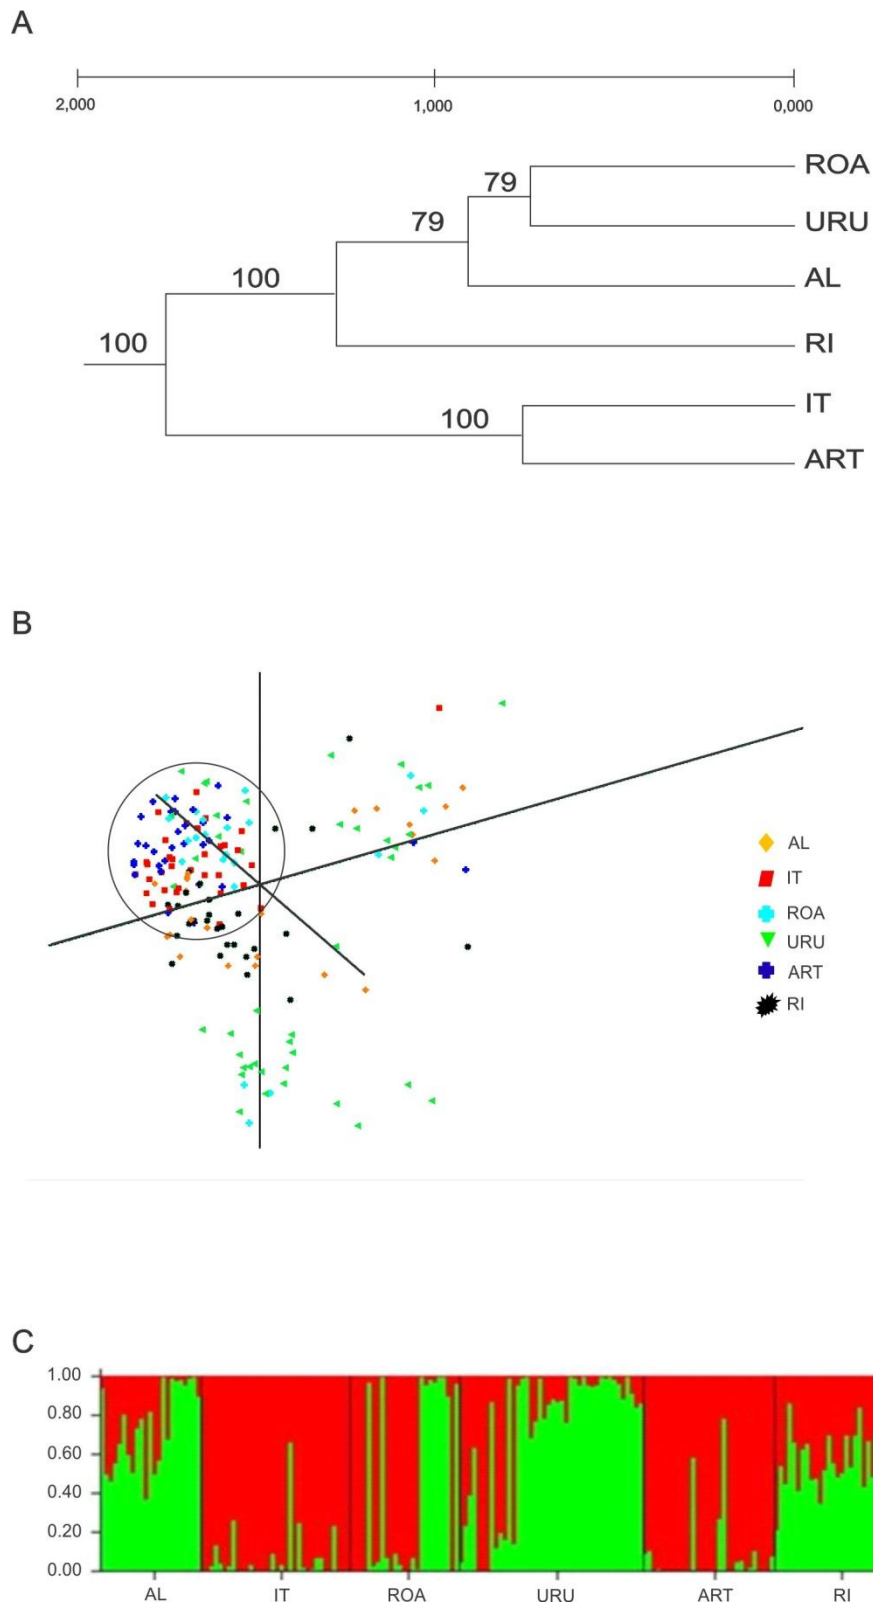 A
2,000 1,000 0,000
79 ROA
79 URU
100 AL
100 RI
100 IT
ART
B
AL
IT
ROA
URU
ART
RI
C
1.00
0.80
0.60
0.40
0.20
0.00
AL IT ROA URU ART RI